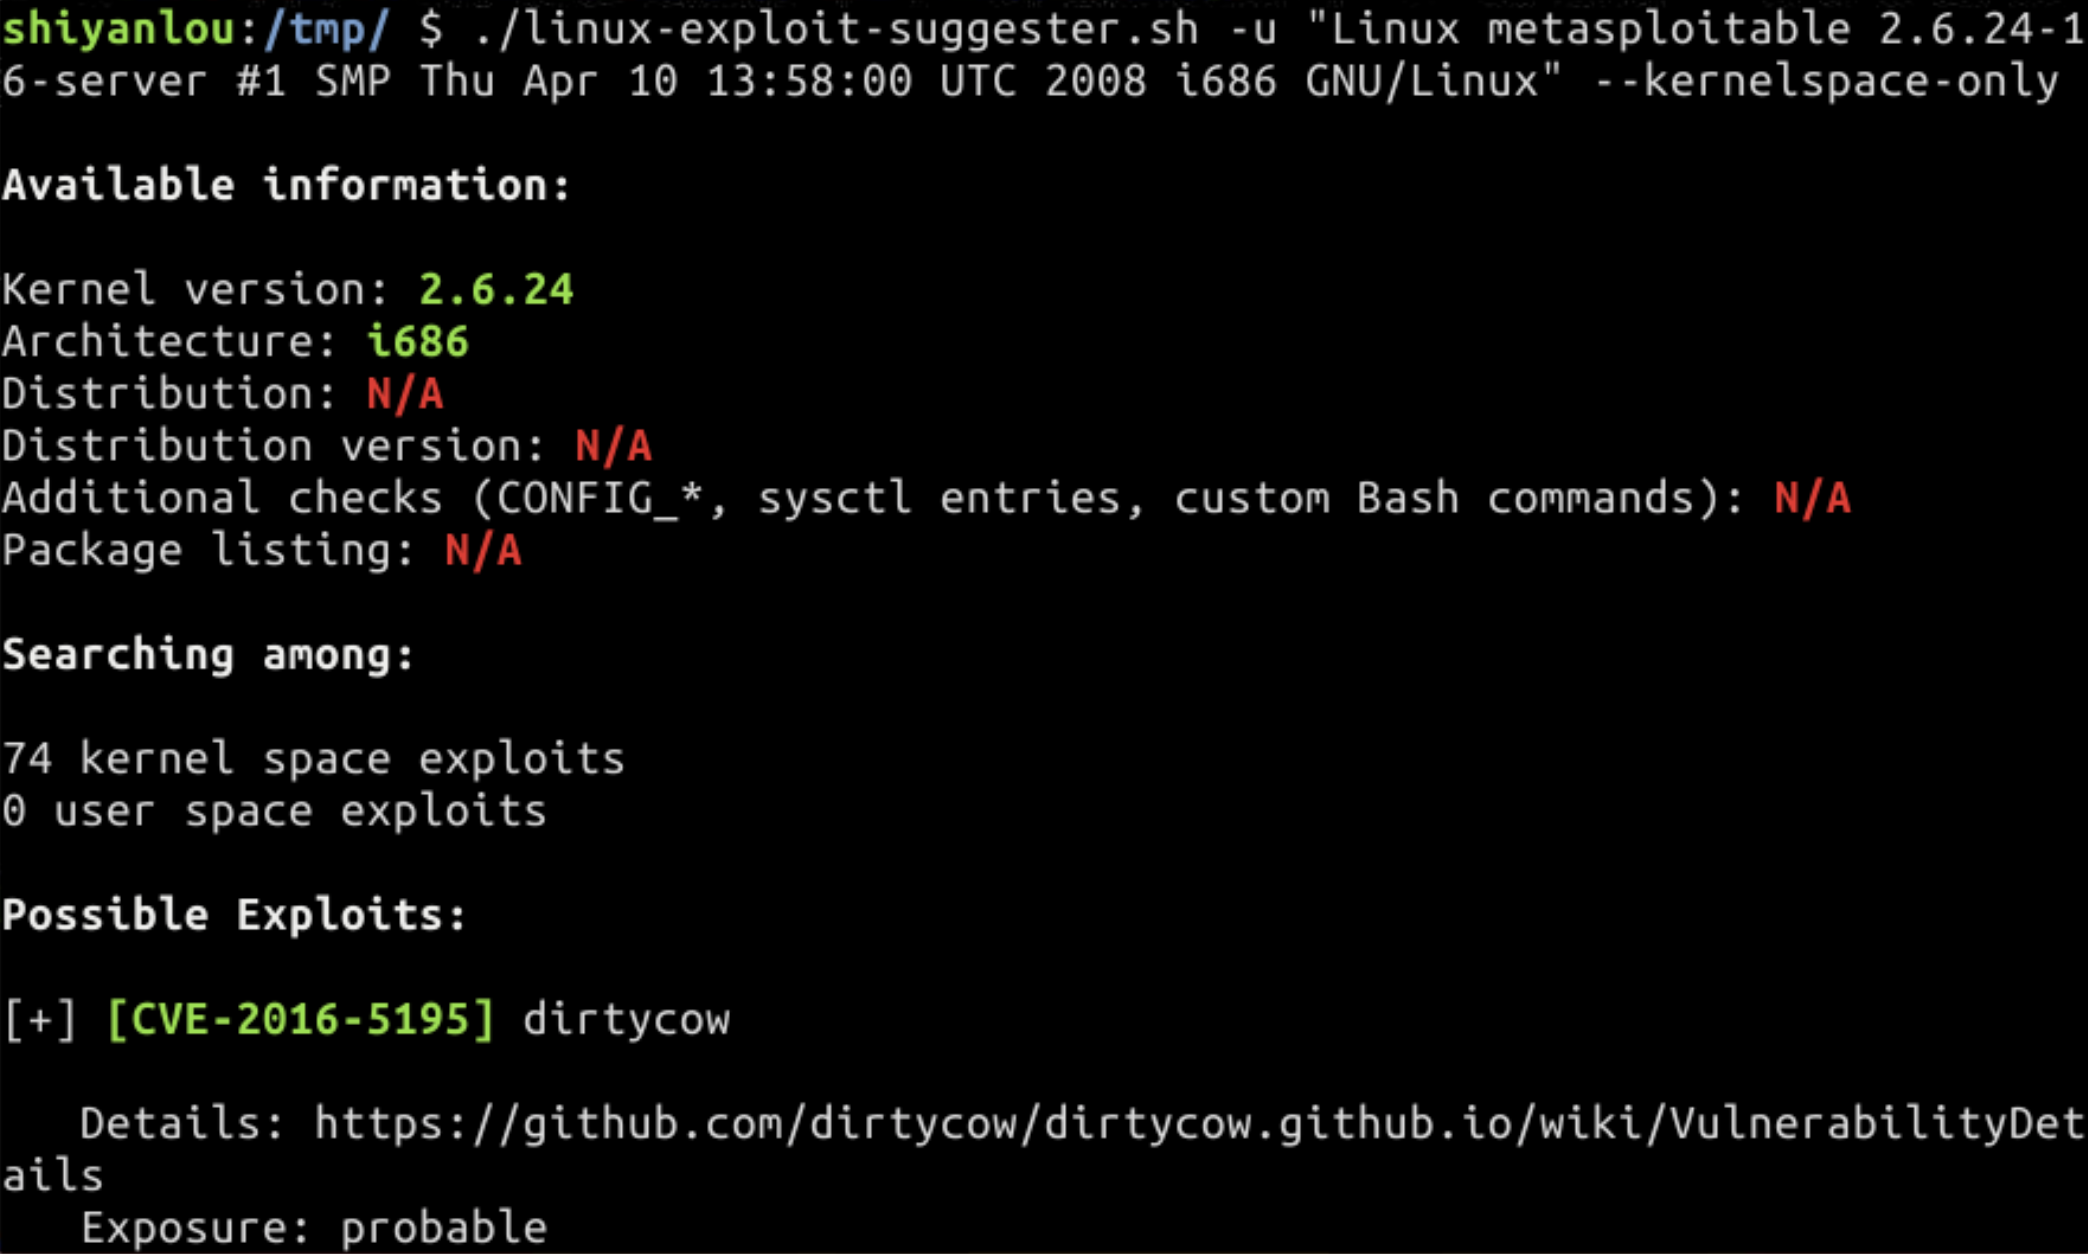 shiyanlou:/tmp/ $ ./linux-exploit-suggester.sh -u "Linux metasploitable 2.6.24-1
6-server #1 SMP Thu Apr 10 13:58:00 UTC 2008 i686 GNU/Linux" --kernelspace-only
Available information:
Kernel version: 2.6.24
Architecture: i686
Distribution: N/A
Distribution version: N/A
Additional checks (CONFIG_*, sysctl entries, custom Bash commands): N/A
Package listing: N/A
Searching among:
74 kernel space exploits
0 user space exploits
Possible Exploits:
[+] [CVE-2016-5195] dirtycow
Details: https://github.com/dirtycow/dirtycow.github.io/wiki/VulnerabilityDet
ails
Exposure: probable